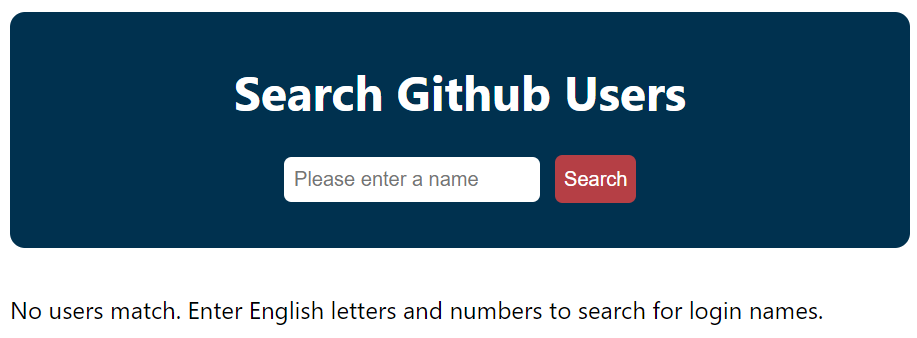 Search Github Users
Please enter a name
Search
No users match. Enter English letters and numbers to search for login names.